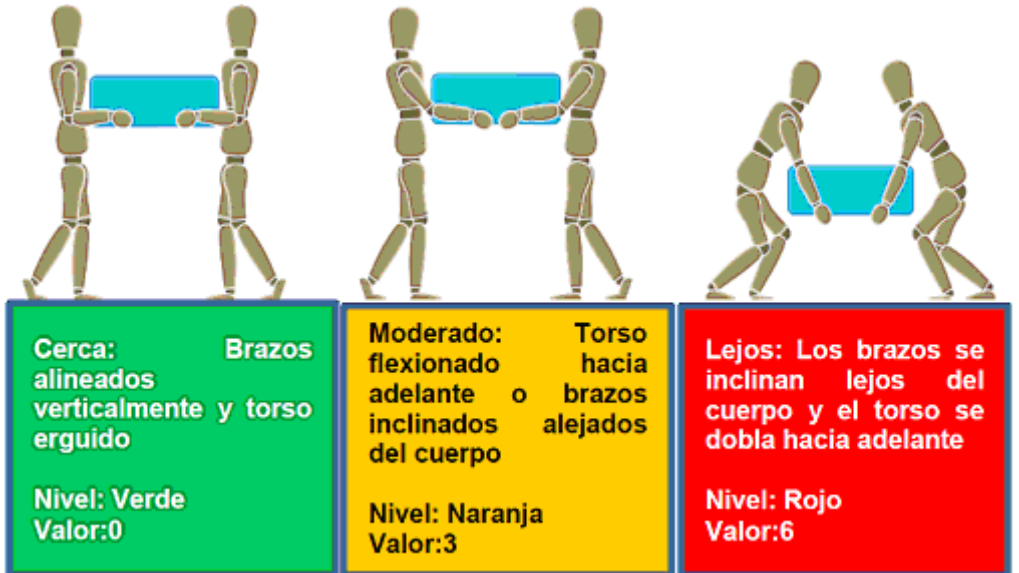 Cerca: Brazos
alineados
verticalmente y torso
erguido
Nivel: Verde
Valor:0
Moderado: Torso
flexionado hacia
adelante o brazos
inclinados alejados
del cuerpo
Nivel: Naranja
Valor:3
Lejos: Los brazos se
inclinan lejos del
cuerpo y el torso se
dobla hacia adelante
Nivel: Rojo
Valor:6